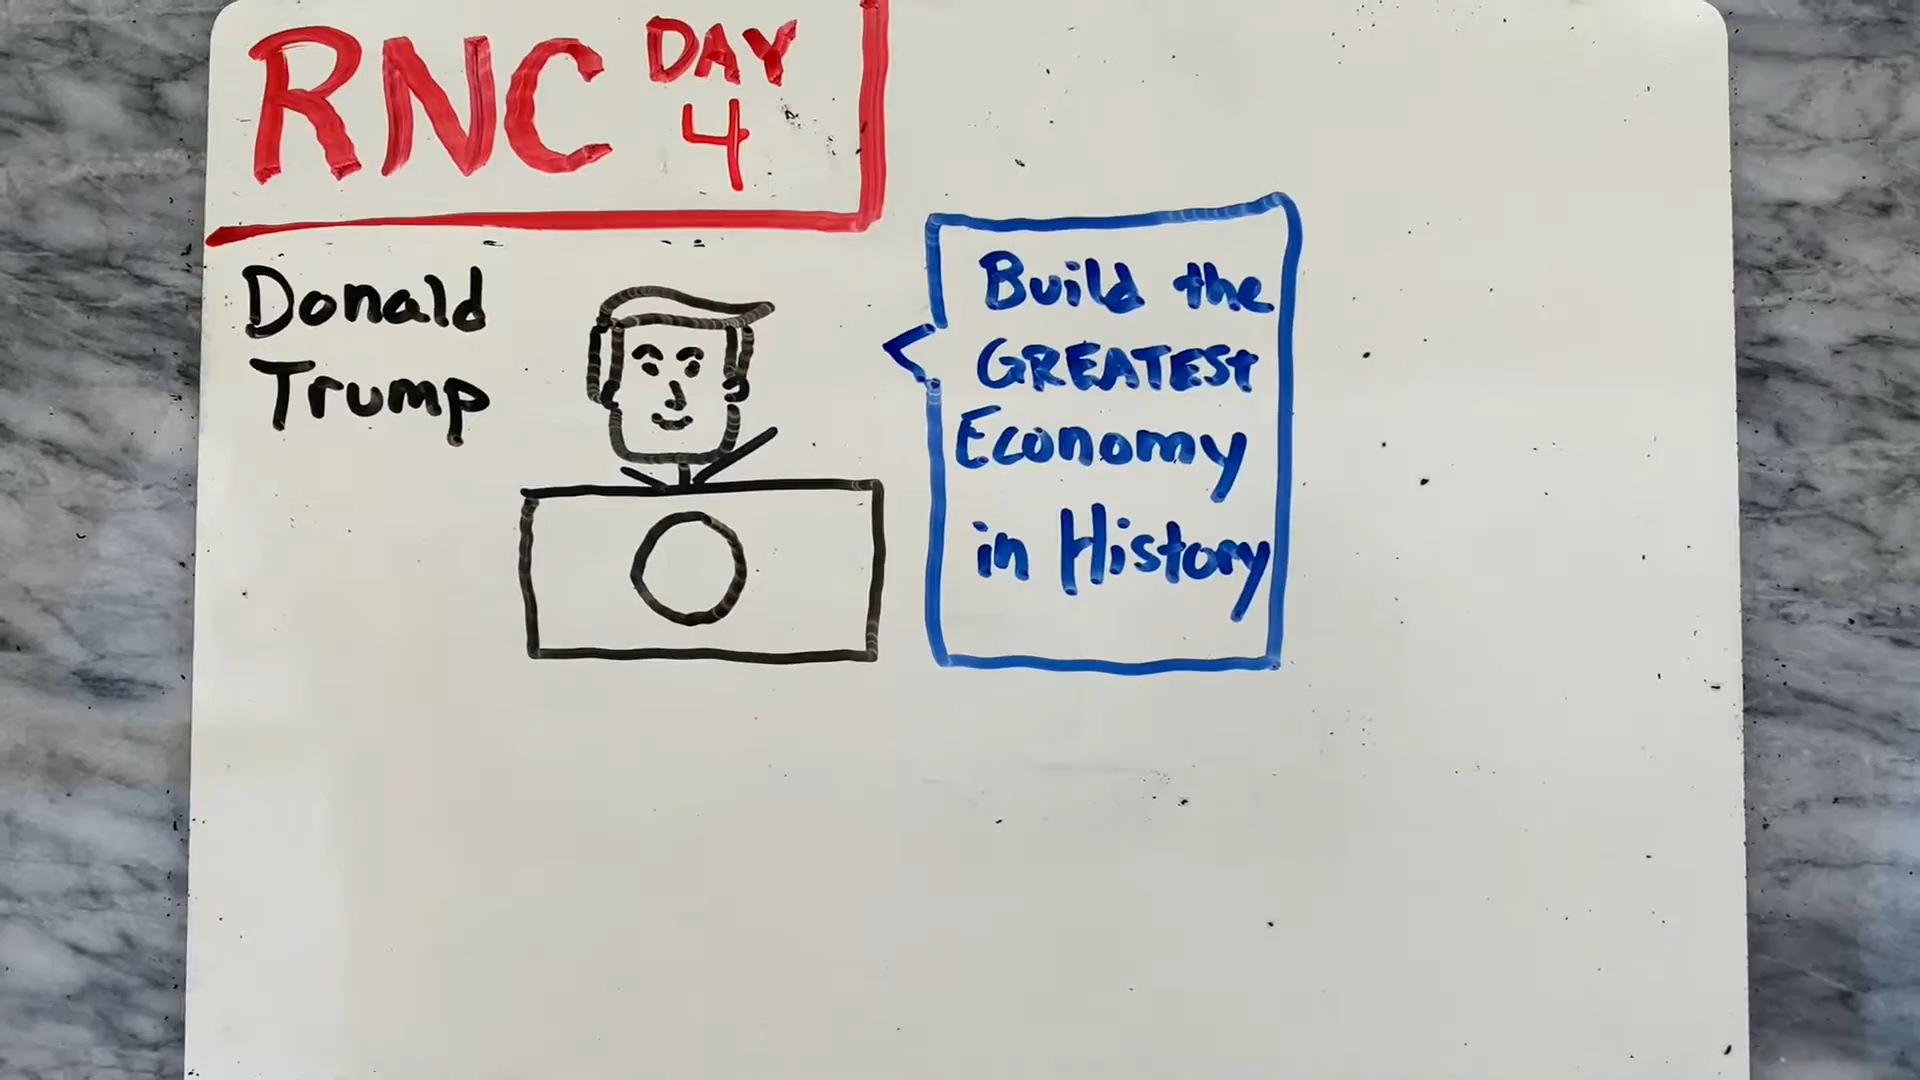 RNC DAY
4
Donald
Trump
Build the
GREATEST
Economy
in History